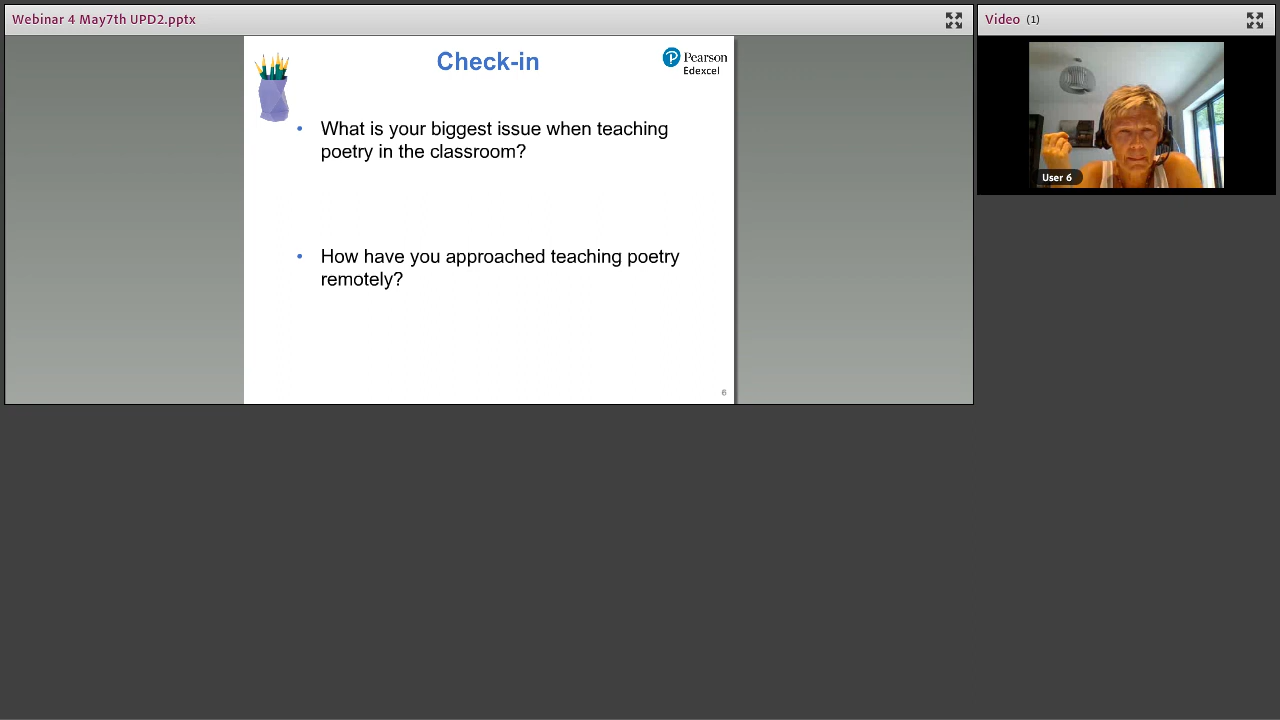 Webinar 4 May7th UPD2.pptx
Video (1)
Check-in
Pearson
Edexcel
• What is your biggest issue when teaching
poetry in the classroom?
• How have you approached teaching poetry
remotely?
6
User 6